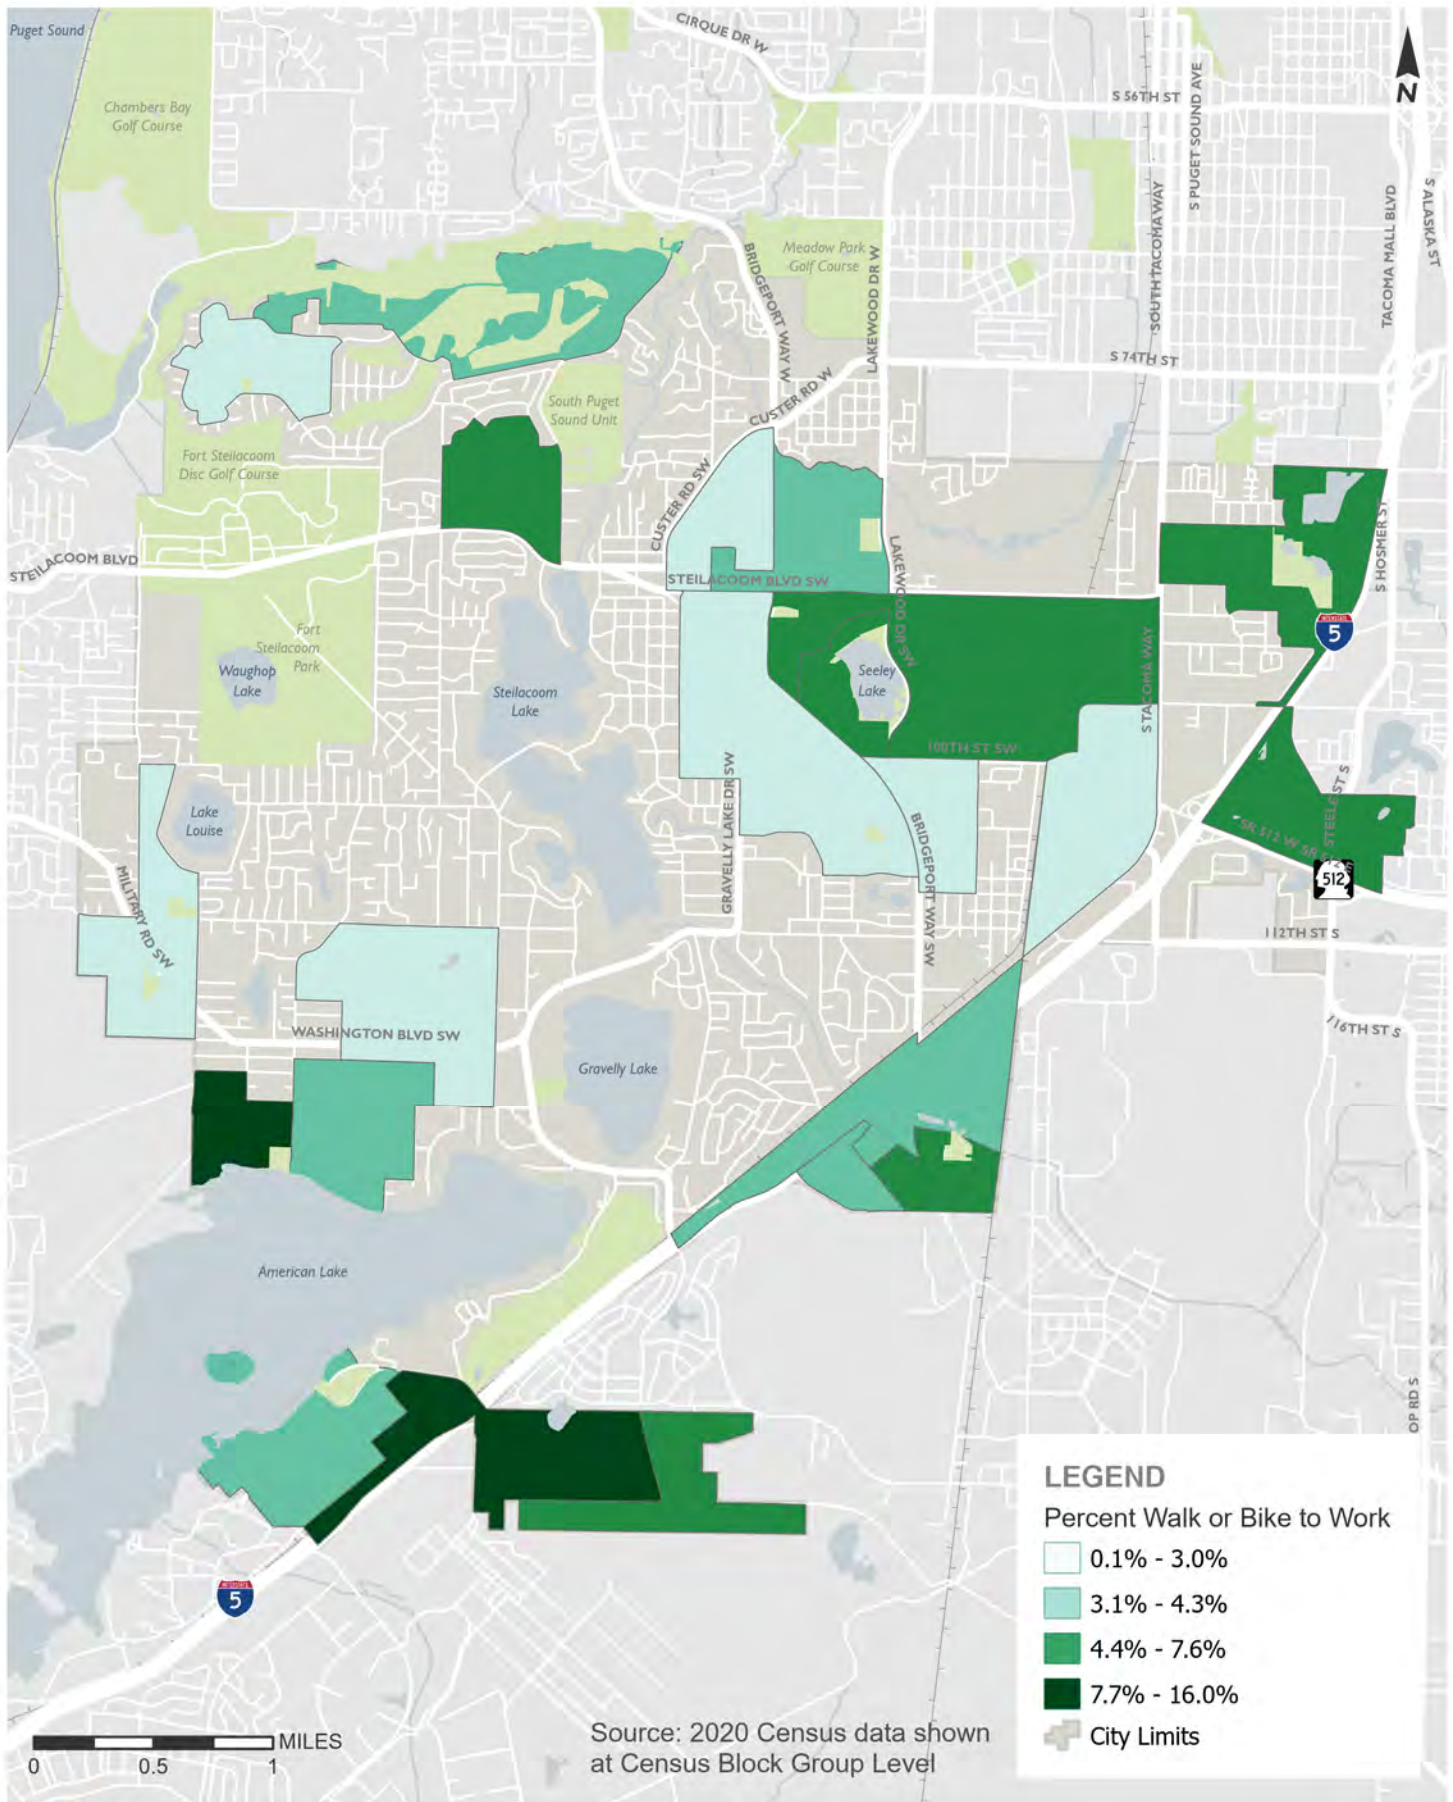 Puget Sound
CIRQUE DR W
N
S 56TH ST
S PUGET SOUND AVE
Chambers Bay
Golf Course
SOUTH TACOMA WAY
TACOMA MALL BLVD
S ALASKA ST
BRIDGEPORT WAY W
Meadow Park
Golf Course
LAKEWOOD DR W
S 74TH ST
CUSTER RD W
South Puget
Sound Unit
Fort Steilacoom
Disc Golf Course
CUSTER RD SW
STEILACOOM BLVD
STEILACOOM BLVD SW
LAKEWOOD DR SW
S HOSMER ST
INTERSTATE
5
Fort
Steilacoom
Park
Waughop
Lake
Steilacoom
Lake
Seeley
Lake
S TACOMA WAY
100TH ST SW
GRAVELLY LAKE DR SW
Lake
Louise
BRIDGEPORT WAY SW
STEELE ST S
SR 512 W
512
MILITARY RD SW
112TH ST S
WASHINGTON BLVD SW
116TH ST S
Gravelly Lake
American Lake
OP RD S
INTERSTATE
5
LEGEND
Percent Walk or Bike to Work
0.1% - 3.0%
3.1% - 4.3%
4.4% - 7.6%
7.7% - 16.0%
City Limits
MILES
0 0.5 1
Source: 2020 Census data shown
at Census Block Group Level